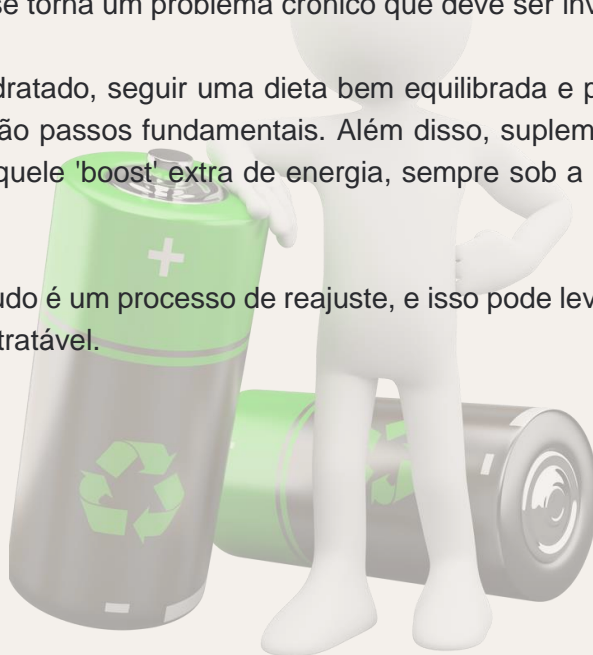 se torna um problema crônico que deve ser inv
dratado, seguir uma dieta bem equilibrada e p
ão passos fundamentais. Além disso, suplem
quele 'boost' extra de energia, sempre sob a
udo é um processo de reajuste, e isso pode lev
tratável.